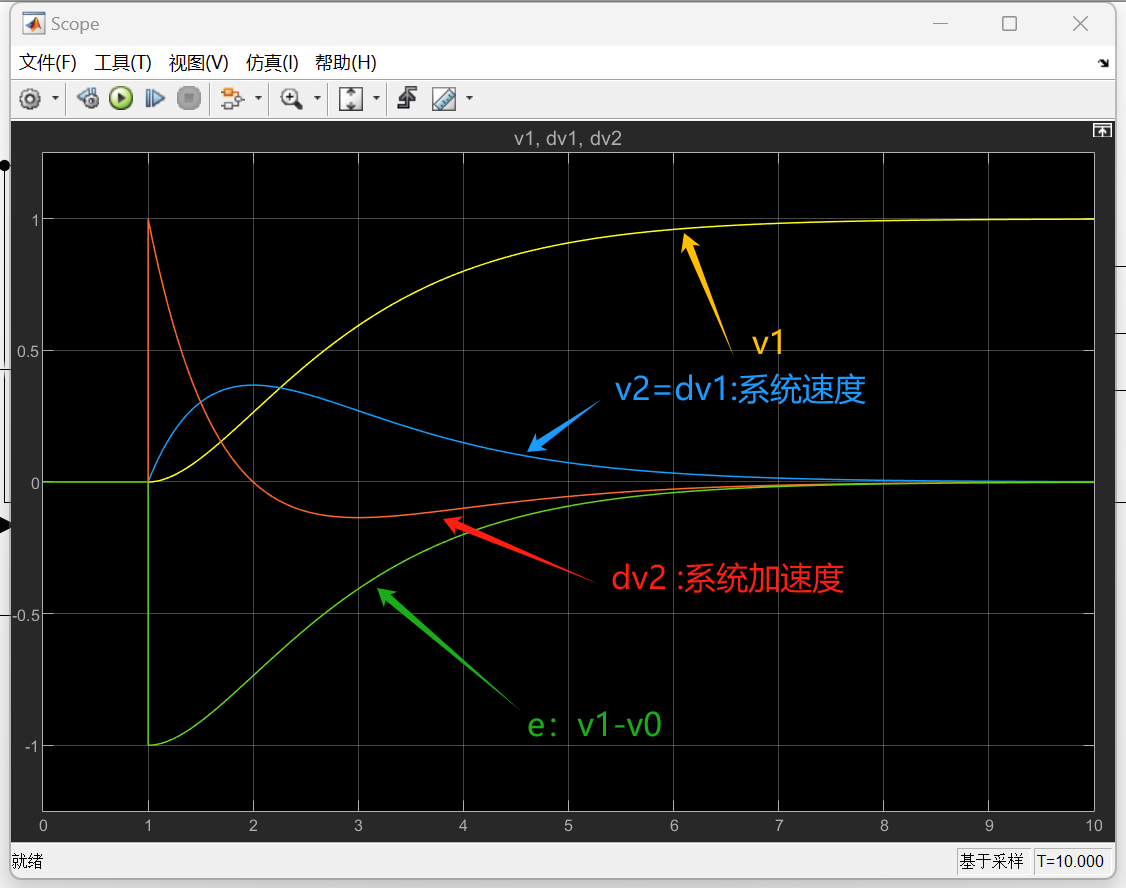 Scope
文件(F) 工具(T) 视图(V) 仿真(I) 帮助(H)
v1, dv1, dv2
1
0.5
0
-0.5
-1
v1
v2=dv1:系统速度
dv2 :系统加速度
e：v1-v0
0 1 2 3 4 5 6 7 8 9 10
就绪 基于采样 T=10.000